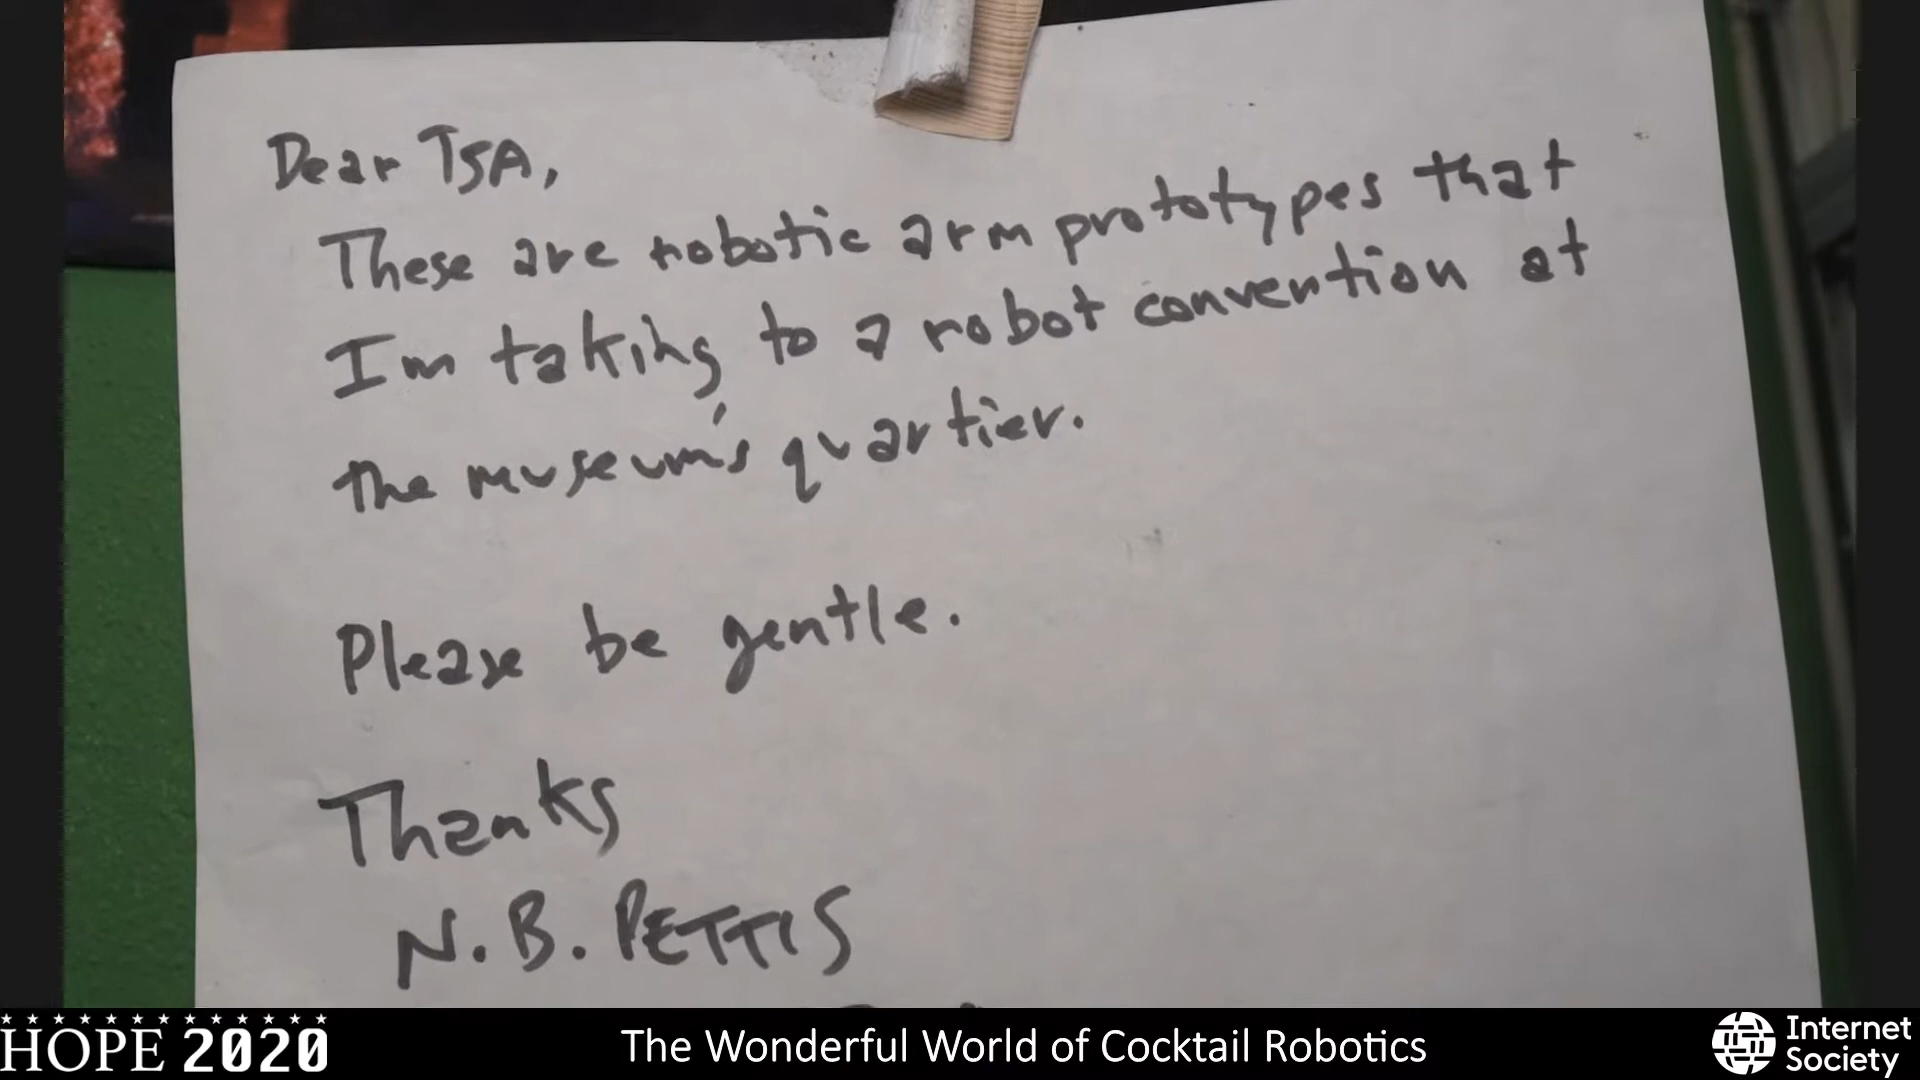 Dear TSA,
These are robotic arm prototypes that
I'm taking to a robot convention at
the museum's quartier.
Please be gentle.
Thanks
N. B. PETTIS
HOPE 2020
The Wonderful World of Cocktail Robotics
Internet
Society